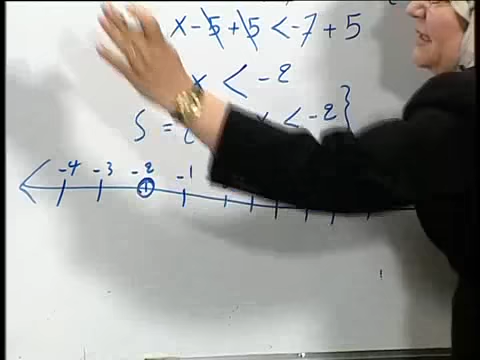 x - 5 + 5 < -7 + 5
x < -2
S = { < -2 }
-4 -3 -2 -1